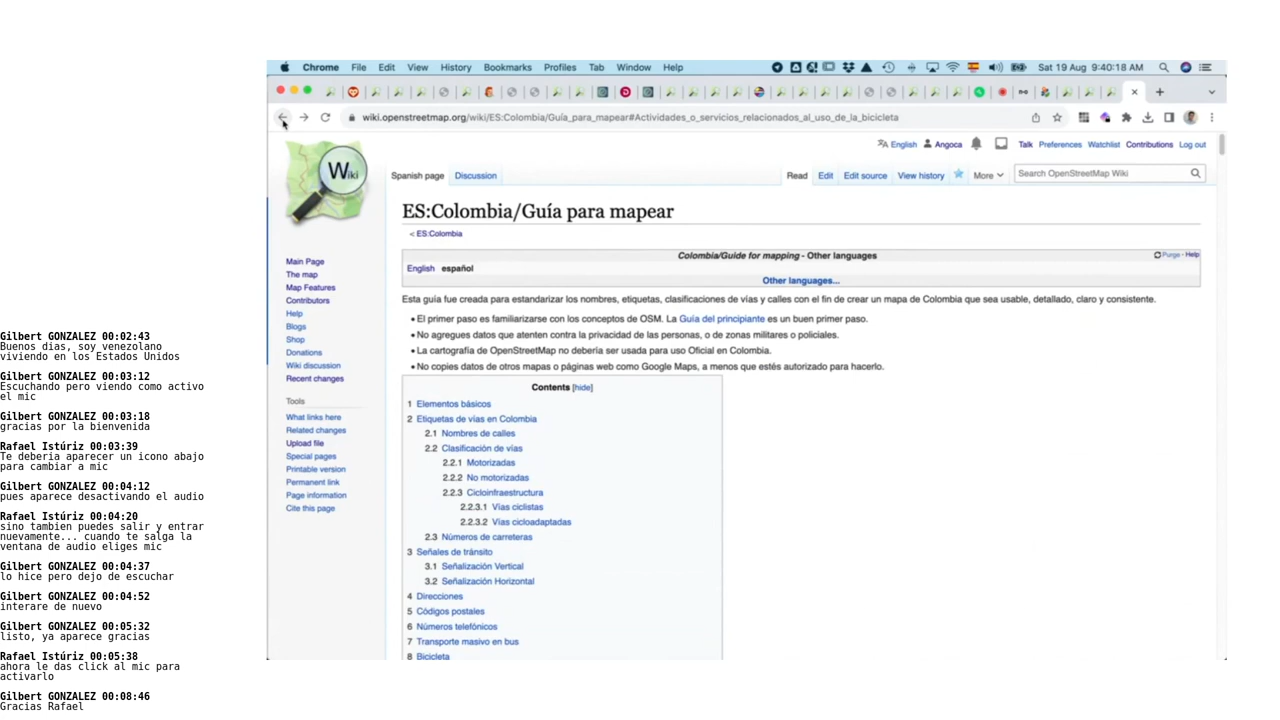 Gilbert GONZALEZ 00:02:43
Buenos dias, soy venezolano
viviendo en los Estados Unidos
Gilbert GONZALEZ 00:03:12
Escuchando pero viendo como activo
el mic
Gilbert GONZALEZ 00:03:18
gracias por la bienvenida
Rafael Istúriz 00:03:39
Te deberia aparecer un icono abajo
para cambiar a mic
Gilbert GONZALEZ 00:04:12
pues aparece desactivando el audio
Rafael Istúriz 00:04:20
sino tambien puedes salir y entrar
nuevamente... cuando te salga la
ventana de audio eliges mic
Gilbert GONZALEZ 00:04:37
lo hice pero dejo de escuchar
Gilbert GONZALEZ 00:04:52
interare de nuevo
Gilbert GONZALEZ 00:05:32
listo, ya aparece gracias
Rafael Istúriz 00:05:38
ahora le das click al mic para
activarlo
Gilbert GONZALEZ 00:08:46
Gracias Rafael
Chrome File Edit View History Bookmarks Profiles Tab Window Help Sat 19 Aug 9:40:18 AM
wiki.openstreetmap.org/wiki/ES:Colombia/Guía_para_mapear#Actividades_o_servicios_relacionados_al_uso_de_la_bicicleta
English Angoca Talk Preferences Watchlist Contributions Log out
Wiki
Spanish page Discussion Read Edit Edit source View history More Search OpenStreetMap Wiki
ES:Colombia/Guía para mapear
< ES:Colombia
Colombia/Guide for mapping - Other languages Purge - Help
English español
Other languages...
Esta guía fue creada para estandarizar los nombres, etiquetas, clasificaciones de vías y calles con el fin de crear un mapa de Colombia que sea usable, detallado, claro y consistente.
• El primer paso es familiarizarse con los conceptos de OSM. La Guía del principiante es un buen primer paso.
• No agregues datos que atenten contra la privacidad de las personas, o de zonas militares o policiales.
• La cartografía de OpenStreetMap no debería ser usada para uso Oficial en Colombia.
• No copies datos de otros mapas o páginas web como Google Maps, a menos que estés autorizado para hacerlo.
Main Page
The map
Map Features
Contributors
Help
Blogs
Shop
Donations
Wiki discussion
Recent changes
Tools
What links here
Related changes
Upload file
Special pages
Printable version
Permanent link
Page information
Cite this page
Contents [hide]
1 Elementos básicos
2 Etiquetas de vías en Colombia
2.1 Nombres de calles
2.2 Clasificación de vías
2.2.1 Motorizadas
2.2.2 No motorizadas
2.2.3 Cicloinfraestructura
2.2.3.1 Vías ciclistas
2.2.3.2 Vías cicloadaptadas
2.3 Números de carreteras
3 Señales de tránsito
3.1 Señalización Vertical
3.2 Señalización Horizontal
4 Direcciones
5 Códigos postales
6 Números telefónicos
7 Transporte masivo en bus
8 Bicicleta